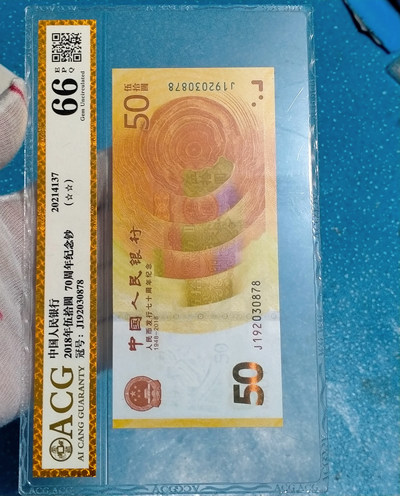 ACG
AI CANG GUARANTY
中国人民银行
2018年伍拾圆 70周年纪念钞
冠号: J192030878
20214137
(☆☆)
66
E
P
Q
Gem Uncirculated
50
伍拾圆
J192030878
中国人民银行
人民币发行七十周年纪念
1948-2018
50
J192030878